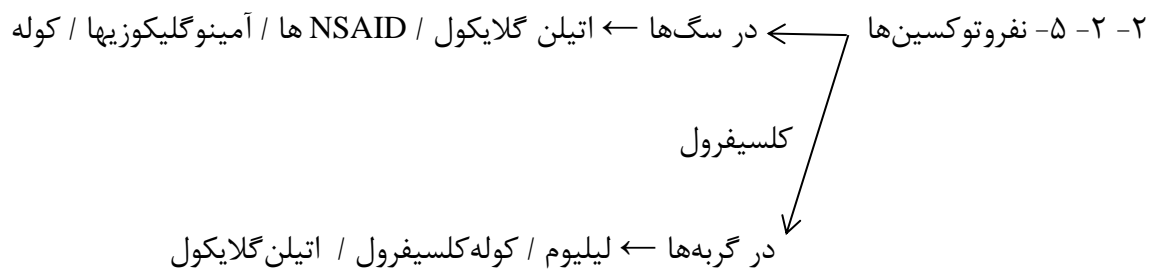 ۲- ۲- ۵- نفروتوکسین‌ها ← در سگ‌ها ← اتیلن گلایکول / NSAID ها / آمینوگلیکوزیها / کوله
کلسیفرول
در گربه‌ها ← لیلیوم / کوله‌کلسیفرول / اتیلن‌گلایکول